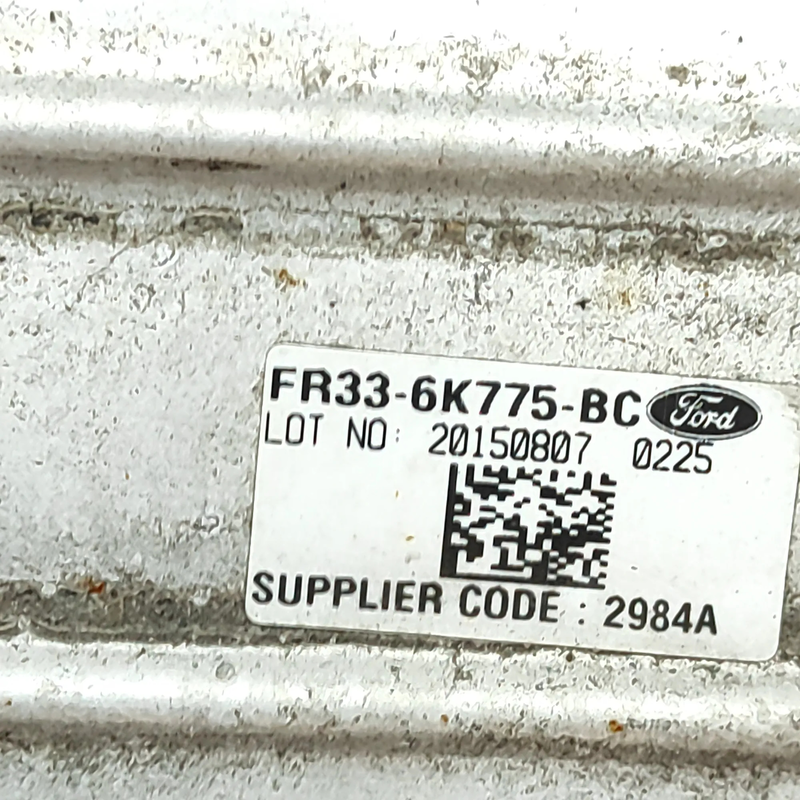 FR33-6K775-BC Ford
LOT NO: 20150807 0225
SUPPLIER CODE : 2984A